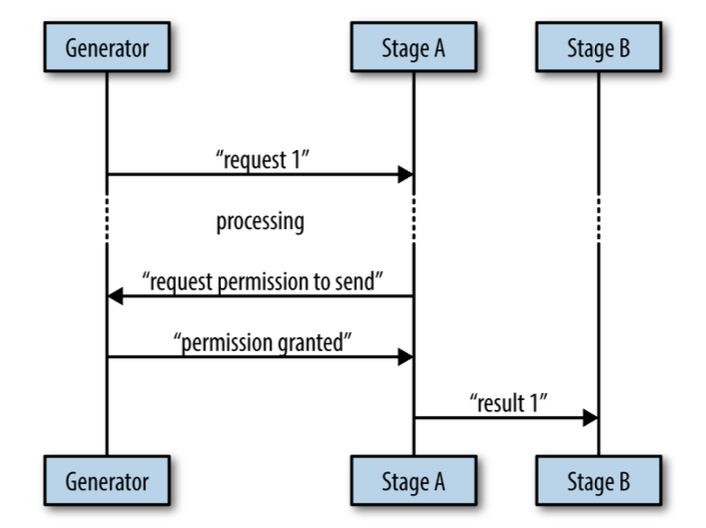 Generator
Stage A
Stage B
“request 1”
processing
“request permission to send”
“permission granted”
“result 1”
Generator
Stage A
Stage B